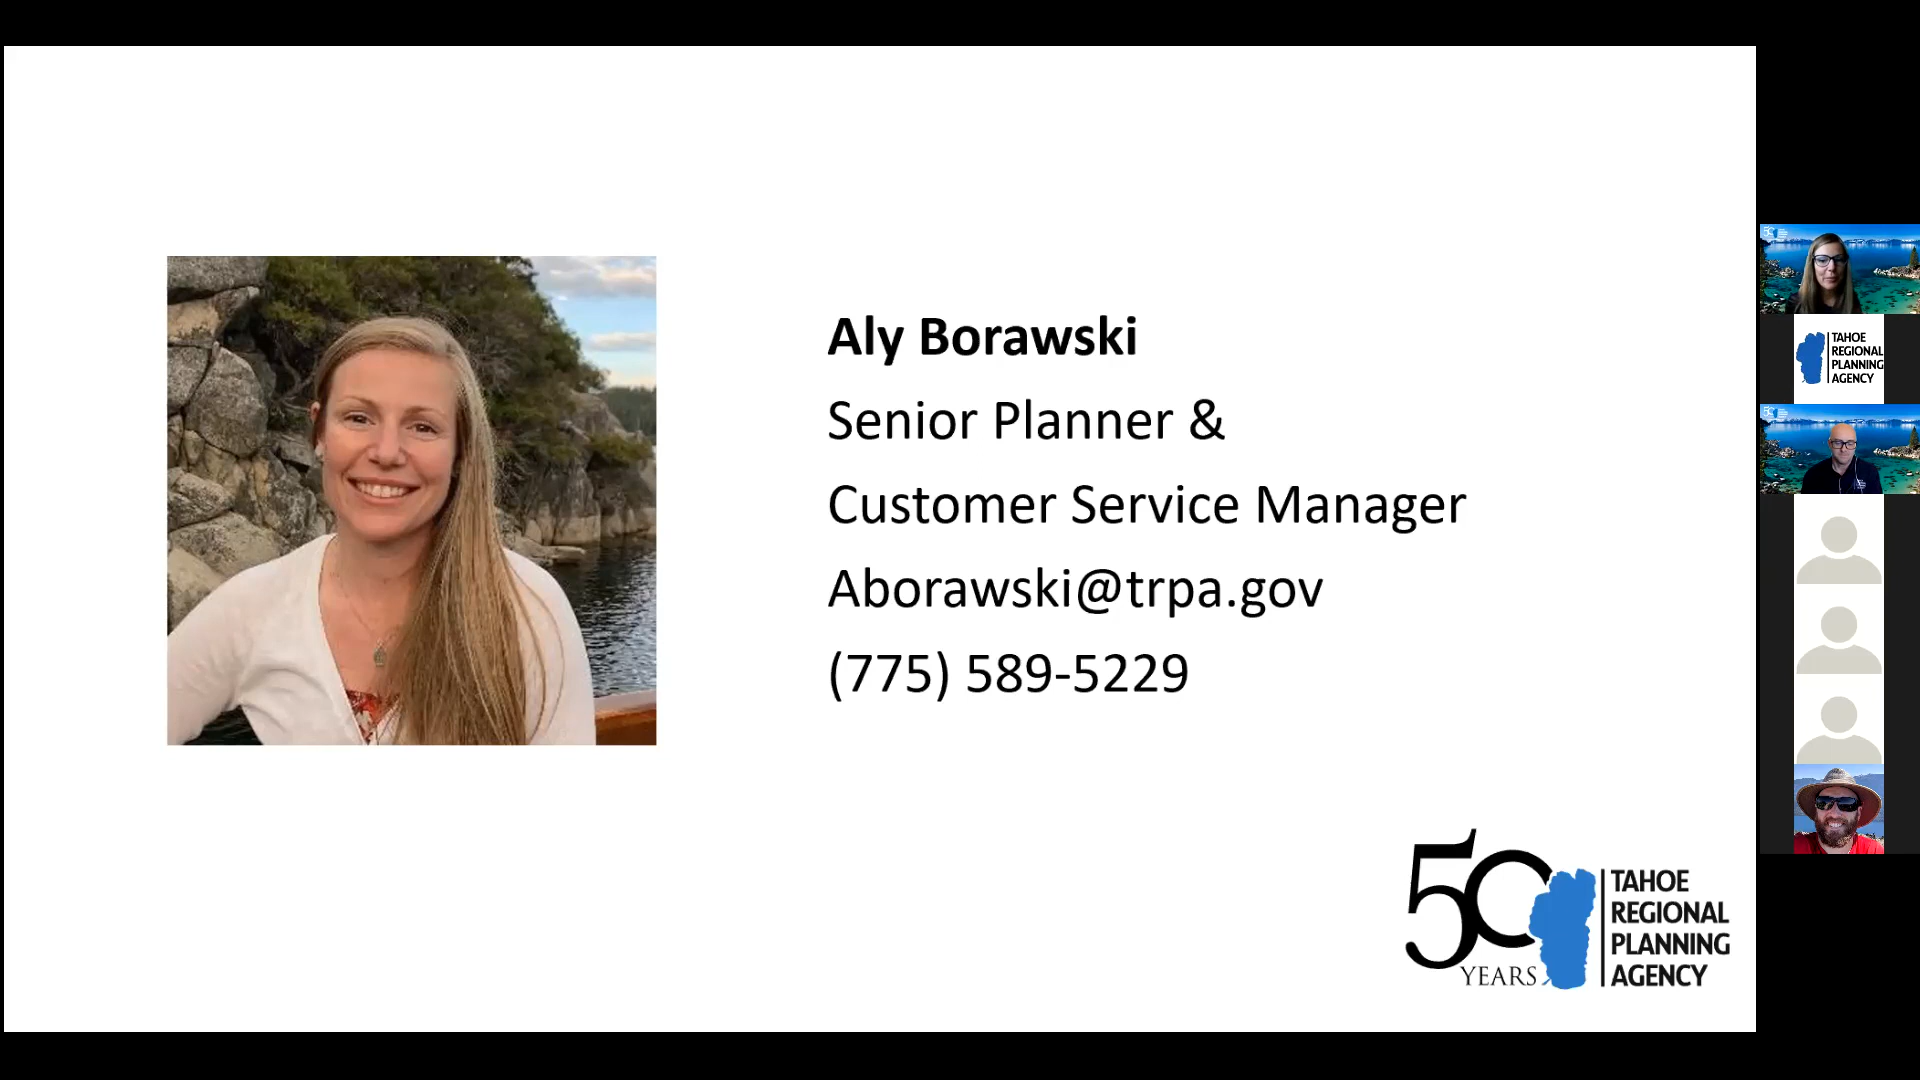 Aly Borawski
Senior Planner &
Customer Service Manager
Aborawski@trpa.gov
(775) 589-5229
50
YEARS
TAHOE
REGIONAL
PLANNING
AGENCY
TAHOE
REGIONAL
PLANNING
AGENCY